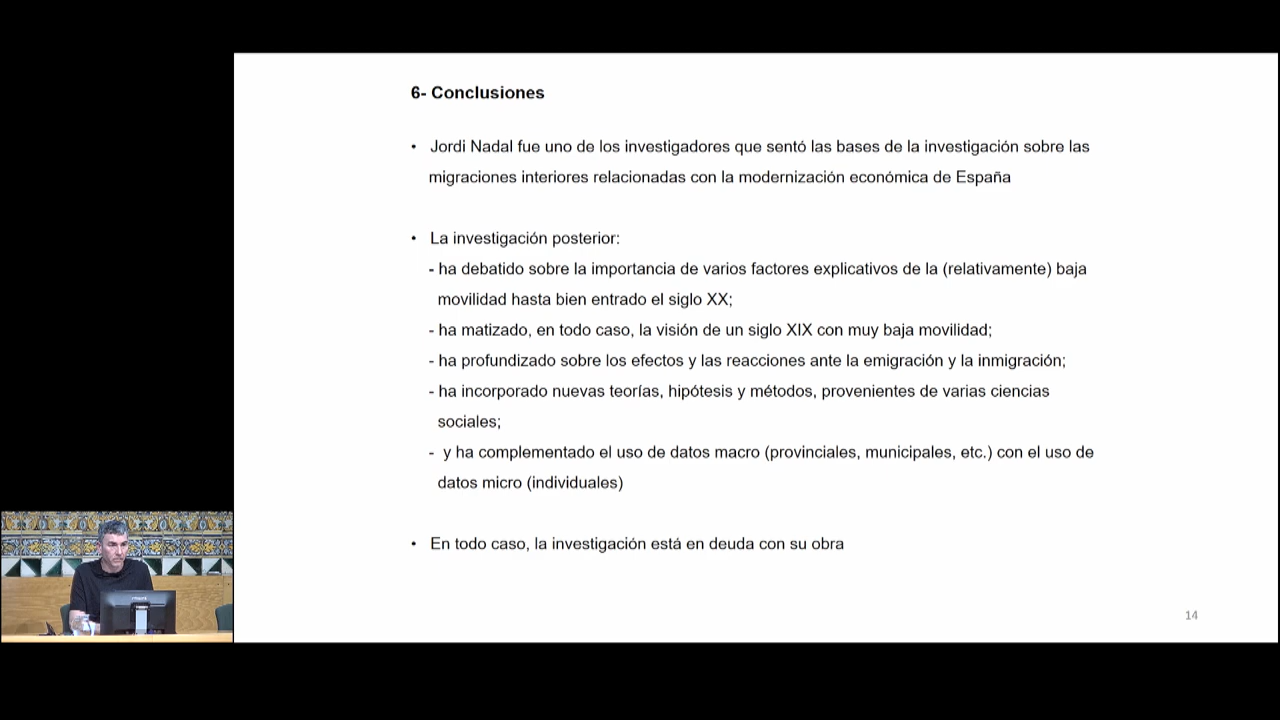 6- Conclusiones
• Jordi Nadal fue uno de los investigadores que sentó las bases de la investigación sobre las
migraciones interiores relacionadas con la modernización económica de España
• La investigación posterior:
- ha debatido sobre la importancia de varios factores explicativos de la (relativamente) baja
movilidad hasta bien entrado el siglo XX;
- ha matizado, en todo caso, la visión de un siglo XIX con muy baja movilidad;
- ha profundizado sobre los efectos y las reacciones ante la emigración y la inmigración;
- ha incorporado nuevas teorías, hipótesis y métodos, provenientes de varias ciencias
sociales;
- y ha complementado el uso de datos macro (provinciales, municipales, etc.) con el uso de
datos micro (individuales)
• En todo caso, la investigación está en deuda con su obra
14